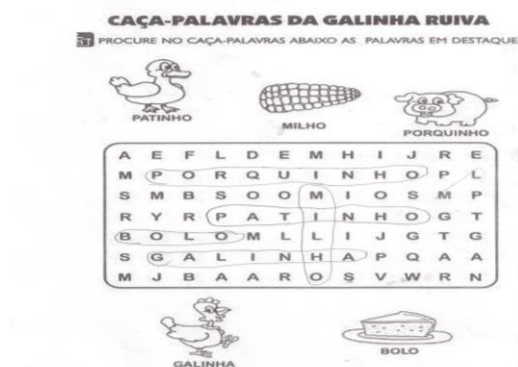 CAÇA-PALAVRAS DA GALINHA RUIVA
PROCURE NO CAÇA-PALAVRAS ABAIXO AS PALAVRAS EM DESTAQUE
PATINHO
MILHO
PORQUINHO
A E F L D E M H I J R E
M P O R Q U I N H O P L
S M B S O O M I O S M P
R Y R P A T I N H O G T
B O L O M L L I J G T G
S G A L I N H A P Q A A
M J B A A R O S V W R N
GALINHA
BOLO